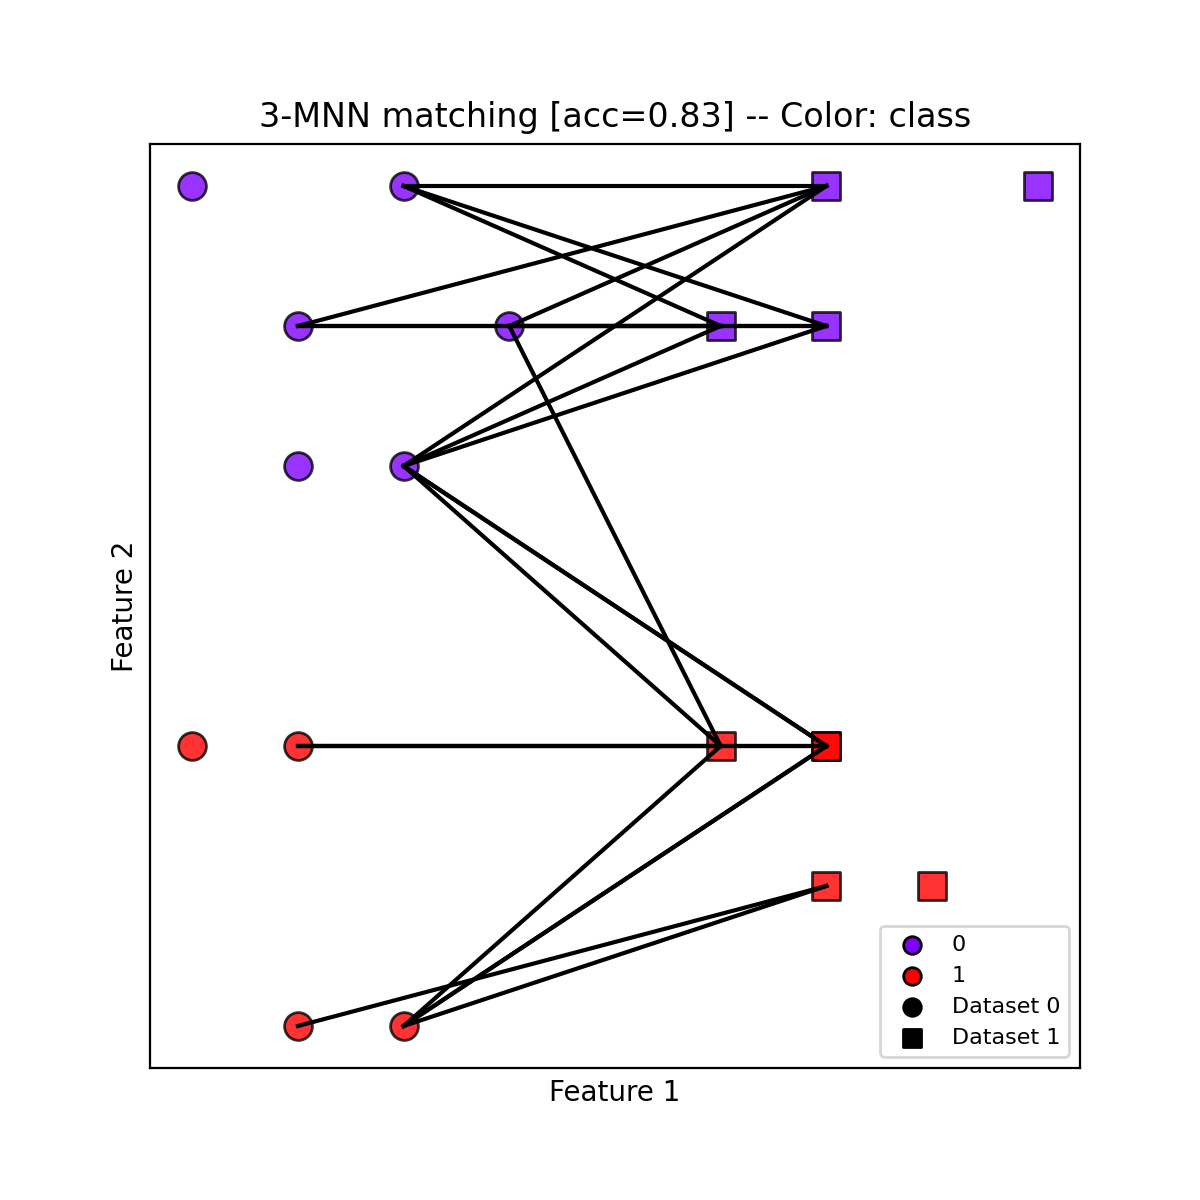 3-MNN matching [acc=0.83] -- Color: class
Feature 2
0
1
Dataset 0
Dataset 1
Feature 1